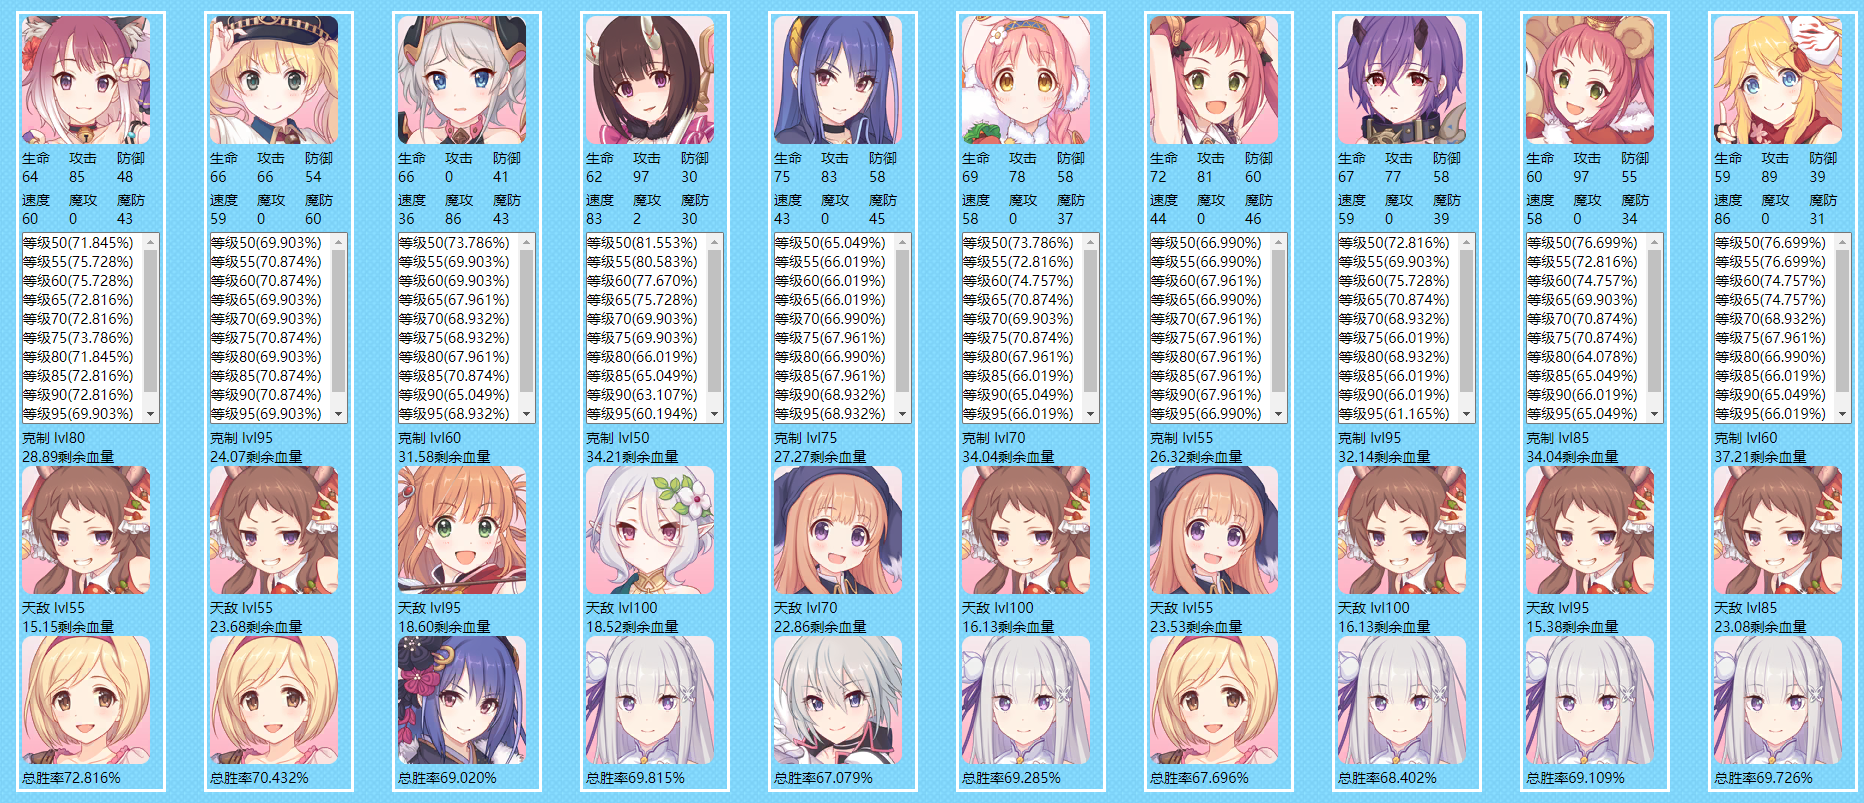 生命 攻击 防御
64 85 48
速度 魔攻 魔防
60 0 43
等级50(71.845%)
等级55(75.728%)
等级60(75.728%)
等级65(72.816%)
等级70(72.816%)
等级75(73.786%)
等级80(71.845%)
等级85(72.816%)
等级90(72.816%)
等级95(69.903%)
克制 lvl80
28.89剩余血量
天敌 lvl55
15.15剩余血量
总胜率72.816%
生命 攻击 防御
66 66 54
速度 魔攻 魔防
59 0 60
等级50(69.903%)
等级55(70.874%)
等级60(70.874%)
等级65(69.903%)
等级70(69.903%)
等级75(70.874%)
等级80(69.903%)
等级85(70.874%)
等级90(70.874%)
等级95(69.903%)
克制 lvl95
24.07剩余血量
天敌 lvl55
23.68剩余血量
总胜率70.432%
生命 攻击 防御
66 0 41
速度 魔攻 魔防
36 86 43
等级50(73.786%)
等级55(69.903%)
等级60(69.903%)
等级65(67.961%)
等级70(68.932%)
等级75(68.932%)
等级80(67.961%)
等级85(70.874%)
等级90(65.049%)
等级95(68.932%)
克制 lvl60
31.58剩余血量
天敌 lvl95
18.60剩余血量
总胜率69.020%
生命 攻击 防御
62 97 30
速度 魔攻 魔防
83 2 30
等级50(81.553%)
等级55(80.583%)
等级60(77.670%)
等级65(75.728%)
等级70(69.903%)
等级75(69.903%)
等级80(66.019%)
等级85(65.049%)
等级90(63.107%)
等级95(60.194%)
克制 lvl50
34.21剩余血量
天敌 lvl100
18.52剩余血量
总胜率69.815%
生命 攻击 防御
75 83 58
速度 魔攻 魔防
43 0 45
等级50(65.049%)
等级55(66.019%)
等级60(66.019%)
等级65(66.019%)
等级70(66.990%)
等级75(67.961%)
等级80(66.990%)
等级85(67.961%)
等级90(68.932%)
等级95(68.932%)
克制 lvl75
27.27剩余血量
天敌 lvl70
22.86剩余血量
总胜率67.079%
生命 攻击 防御
69 78 58
速度 魔攻 魔防
58 0 37
等级50(73.786%)
等级55(72.816%)
等级60(74.757%)
等级65(70.874%)
等级70(69.903%)
等级75(70.874%)
等级80(67.961%)
等级85(66.019%)
等级90(65.049%)
等级95(66.019%)
克制 lvl70
34.04剩余血量
天敌 lvl100
16.13剩余血量
总胜率69.285%
生命 攻击 防御
72 81 60
速度 魔攻 魔防
44 0 46
等级50(66.990%)
等级55(66.990%)
等级60(67.961%)
等级65(66.990%)
等级70(67.961%)
等级75(67.961%)
等级80(67.961%)
等级85(67.961%)
等级90(67.961%)
等级95(66.990%)
克制 lvl55
26.32剩余血量
天敌 lvl55
23.53剩余血量
总胜率67.696%
生命 攻击 防御
67 77 58
速度 魔攻 魔防
59 0 39
等级50(72.816%)
等级55(69.903%)
等级60(75.728%)
等级65(70.874%)
等级70(68.932%)
等级75(66.019%)
等级80(68.932%)
等级85(66.019%)
等级90(66.019%)
等级95(61.165%)
克制 lvl95
32.14剩余血量
天敌 lvl100
16.13剩余血量
总胜率68.402%
生命 攻击 防御
60 97 55
速度 魔攻 魔防
58 0 34
等级50(76.699%)
等级55(72.816%)
等级60(74.757%)
等级65(69.903%)
等级70(70.874%)
等级75(70.874%)
等级80(64.078%)
等级85(65.049%)
等级90(66.019%)
等级95(65.049%)
克制 lvl85
34.04剩余血量
天敌 lvl95
15.38剩余血量
总胜率69.109%
生命 攻击 防御
59 89 39
速度 魔攻 魔防
86 0 31
等级50(76.699%)
等级55(76.699%)
等级60(74.757%)
等级65(74.757%)
等级70(68.932%)
等级75(67.961%)
等级80(66.990%)
等级85(66.019%)
等级90(65.049%)
等级95(66.019%)
克制 lvl60
37.21剩余血量
天敌 lvl85
23.08剩余血量
总胜率69.726%